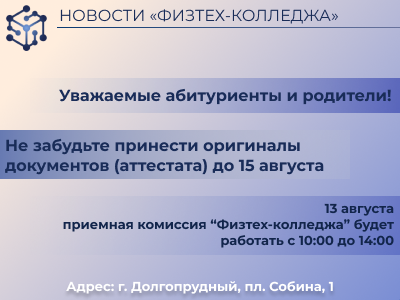 НОВОСТИ «ФИЗТЕХ-КОЛЛЕДЖА»
Уважаемые абитуриенты и родители!
Не забудьте принести оригиналы
документов (аттестата) до 15 августа
13 августа
приемная комиссия “Физтех-колледжа” будет
работать с 10:00 до 14:00
Адрес: г. Долгопрудный, пл. Собина, 1